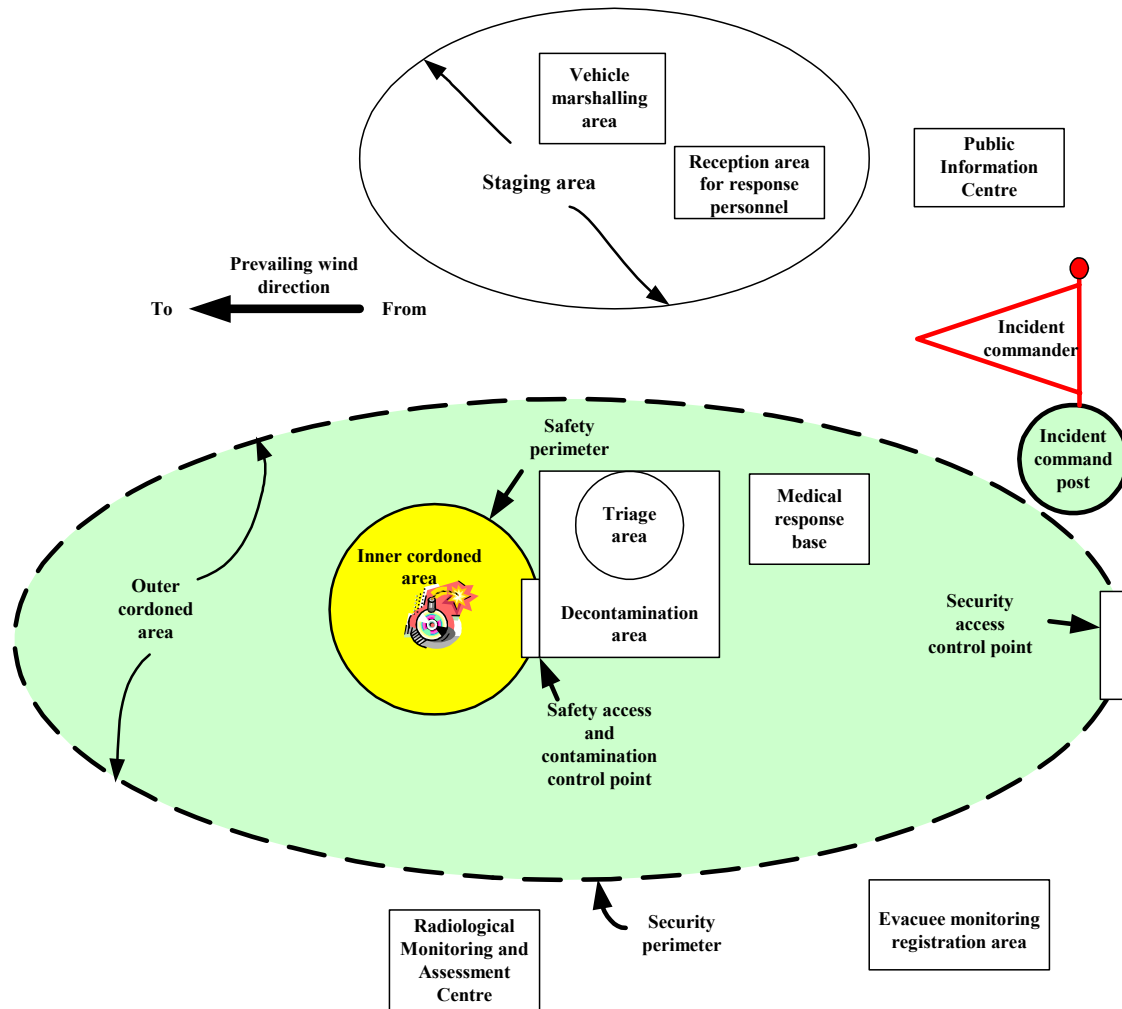 Vehicle
marshalling
area
Reception area
for response
personnel
Staging area
Public
Information
Centre
Prevailing wind
direction
To
From
Incident
commander
Incident
command
post
Safety
perimeter
Triage
area
Medical
response
base
Inner cordoned
area
Decontamination
area
Outer
cordoned
area
Security
access
control point
Safety access
and
contamination
control point
Security
perimeter
Radiological
Monitoring and
Assessment
Centre
Evacuee monitoring
registration area